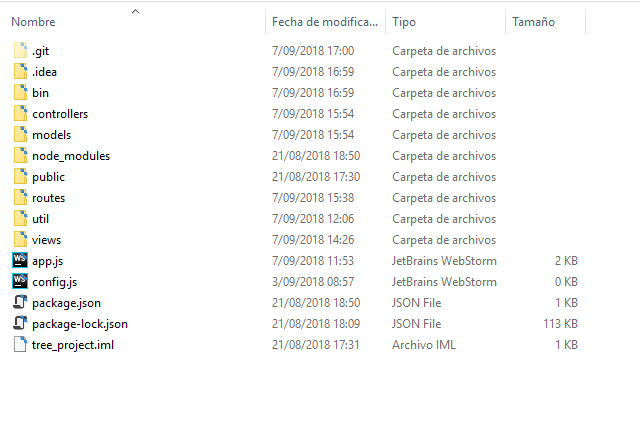 Nombre Fecha de modifica... Tipo Tamaño
.git 7/09/2018 17:00 Carpeta de archivos
.idea 7/09/2018 16:59 Carpeta de archivos
bin 7/09/2018 16:59 Carpeta de archivos
controllers 7/09/2018 15:54 Carpeta de archivos
models 7/09/2018 15:54 Carpeta de archivos
node_modules 21/08/2018 18:50 Carpeta de archivos
public 21/08/2018 17:30 Carpeta de archivos
routes 7/09/2018 15:38 Carpeta de archivos
util 7/09/2018 12:06 Carpeta de archivos
views 7/09/2018 14:26 Carpeta de archivos
WS app.js 7/09/2018 11:53 JetBrains WebStorm 2 KB
WS config.js 3/09/2018 08:57 JetBrains WebStorm 0 KB
package.json 21/08/2018 18:50 JSON File 1 KB
package-lock.json 21/08/2018 18:09 JSON File 113 KB
tree_project.iml 21/08/2018 17:31 Archivo IML 1 KB